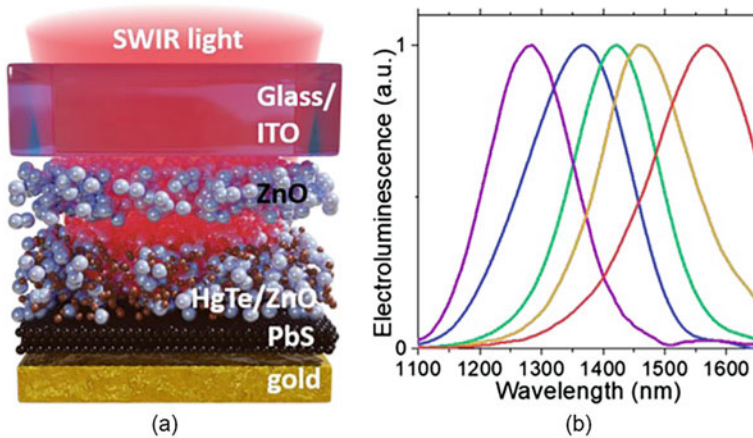 SWIR light
Glass/
ITO
ZnO
HgTe/ZnO
PbS
gold
(a)
Electroluminescence (a.u.)
1
0
1100 1200 1300 1400 1500 1600
Wavelength (nm)
(b)